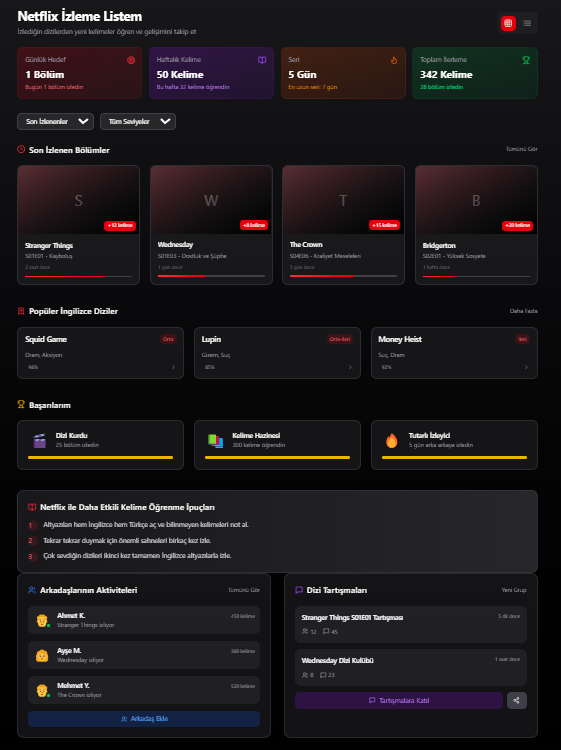 Netflix İzleme Listem
İzlediğin dizilerden yeni kelimeler öğren ve gelişimini takip et
Günlük Hedef
1 Bölüm
Bugün 1 bölüm izledin
Haftalık Kelime
50 Kelime
Bu hafta 32 kelime öğrendin
Seri
5 Gün
En uzun seri: 7 gün
Toplam İlerleme
342 Kelime
28 bölüm izledin
Son İzlenenler
Tüm Seviyeler
Son İzlenen Bölümler
Tümünü Gör
S
+12 kelime
Stranger Things
S01E01 - Kayboluş
2 saat önce
W
+8 kelime
Wednesday
S01E03 - Dostluk ve Şüphe
1 gün önce
T
+15 kelime
The Crown
S04E06 - Kraliyet Meseleleri
3 gün önce
B
+20 kelime
Bridgerton
S02E01 - Yüksek Sosyete
1 hafta önce
Popüler İngilizce Diziler
Daha Fazla
Squid Game
Orta
Dram, Aksiyon
98%
Lupin
Orta-İleri
Gizem, Suç
85%
Money Heist
İleri
Suç, Dram
92%
Başarılarım
Dizi Kurdu
25 bölüm izledin
Kelime Hazinesi
300 kelime öğrendin
Tutarlı İzleyici
5 gün arka arkaya izledin
Netflix ile Daha Etkili Kelime Öğrenme İpuçları
1 Altyazıları hem İngilizce hem Türkçe aç ve bilinmeyen kelimeleri not al.
2 Tekrar tekrar duymak için önemli sahneleri birkaç kez izle.
3 Çok sevdiğin dizileri ikinci kez tamamen İngilizce altyazılarla izle.
Arkadaşlarının Aktiviteleri
Tümünü Gör
Ahmet K.
Stranger Things izliyor
450 kelime
Ayşe M.
Wednesday izliyor
380 kelime
Mehmet Y.
The Crown izliyor
520 kelime
Arkadaş Ekle
Dizi Tartışmaları
Yeni Grup
Stranger Things S01E01 Tartışması
5 dk önce
12 45
Wednesday Dizi Kulübü
1 saat önce
8 23
Tartışmalara Katıl